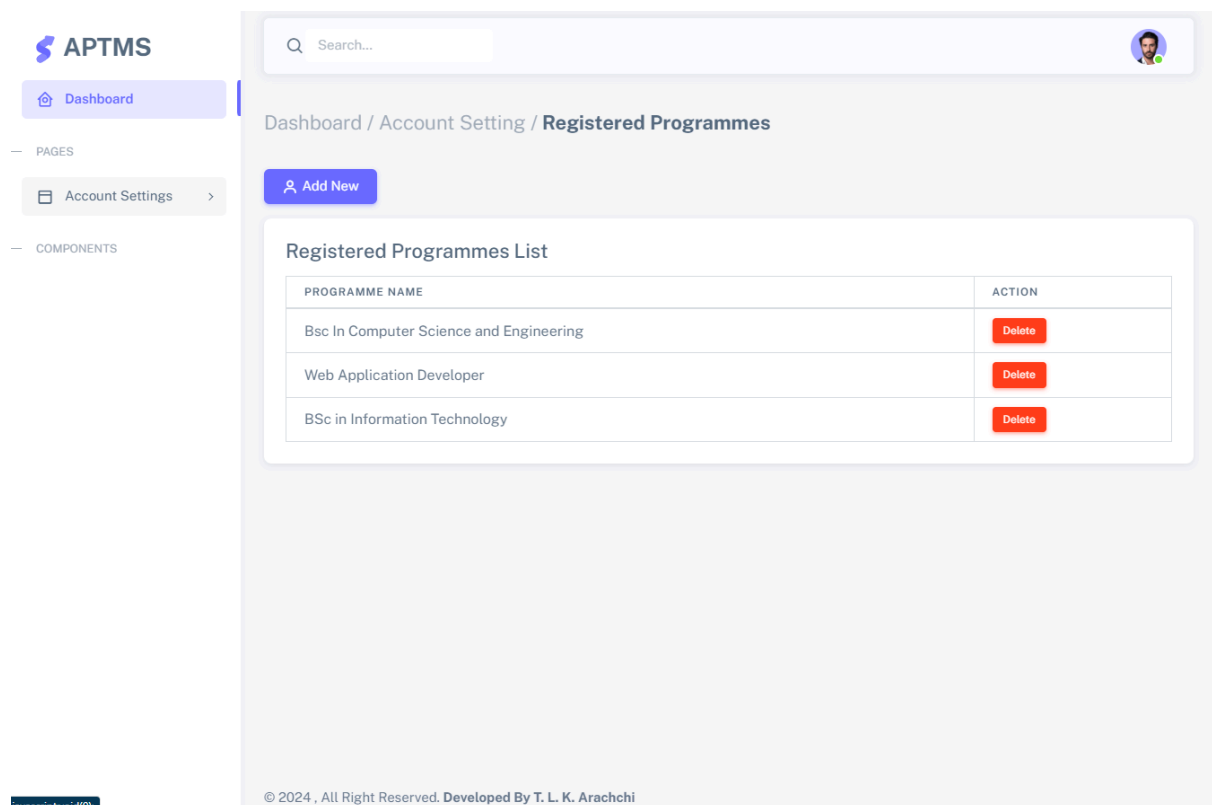 APTMS
Search...
Dashboard
Dashboard / Account Setting / Registered Programmes
PAGES
Add New
Account Settings
COMPONENTS
Registered Programmes List
PROGRAMME NAME ACTION
Bsc In Computer Science and Engineering Delete
Web Application Developer Delete
BSc in Information Technology Delete
© 2024 , All Right Reserved. Developed By T. L. K. Arachchi